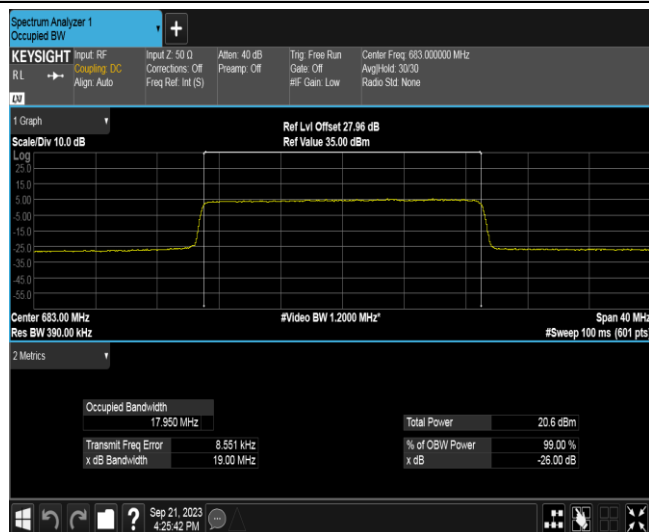 Spectrum Analyzer 1
Occupied BW
+
KEYSIGHT Input: RF Input Z: 50 Ω Atten: 40 dB Trig: Free Run Center Freq: 683.000000 MHz
RL Coupling: DC Corrections: Off Preamp: Off Gate: Off Avg|Hold: 30/30
Align: Auto Freq Ref: Int (S) #IF Gain: Low Radio Std: None
LXI
1 Graph
Ref Lvl Offset 27.96 dB
Scale/Div 10.0 dB Ref Value 35.00 dBm
Log
25.0
15.0
5.00
-5.00
-15.0
-25.0
-35.0
-45.0
-55.0
Center 683.00 MHz #Video BW 1.2000 MHz* Span 40 MHz
Res BW 390.00 kHz #Sweep 100 ms (601 pts)
2 Metrics
Occupied Bandwidth
17.950 MHz Total Power 20.6 dBm
Transmit Freq Error 8.551 kHz % of OBW Power 99.00 %
x dB Bandwidth 19.00 MHz x dB -26.00 dB
? Sep 21, 2023
4:25:42 PM